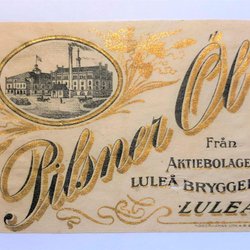 Pilsner Öl
Från
AKTIEBOLAGE
LULEÅ BRYGGE
LULEÅ